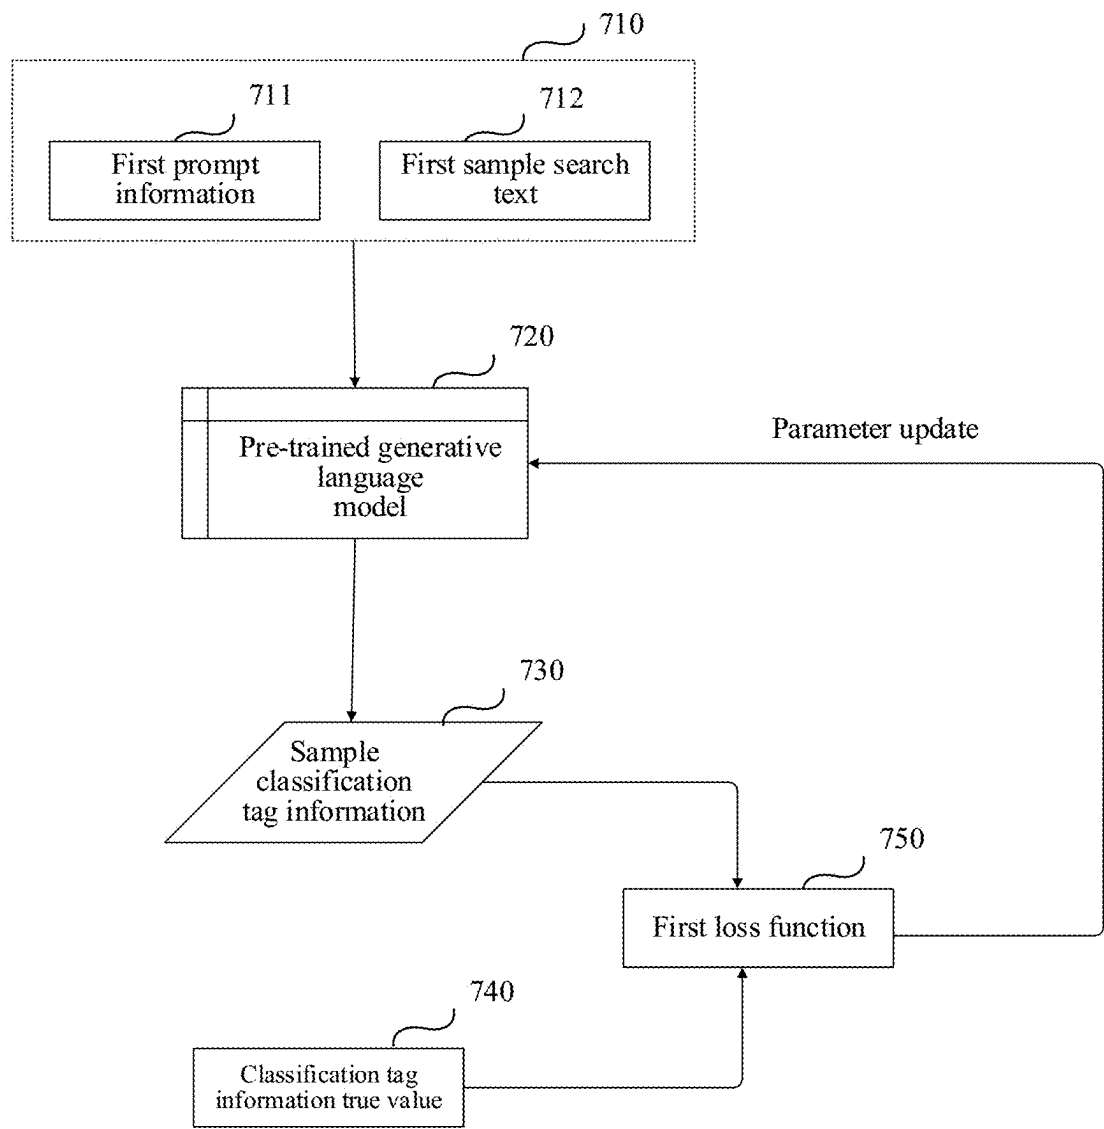 710
711
712
First prompt
information
First sample search
text
720
Pre-trained generative
language
model
Parameter update
730
Sample
classification
tag information
750
First loss function
740
Classification tag
information true value